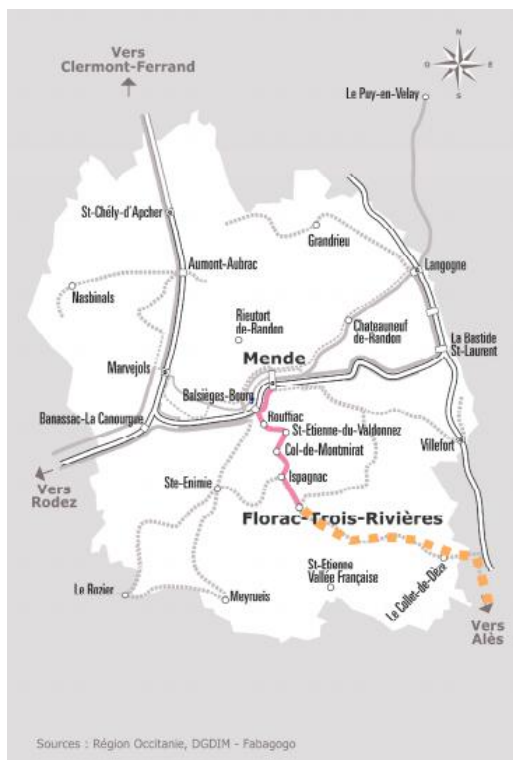 Vers
Clermont-Ferrand
N
O
E
S
Le Puy-en-Velay
St-Chély-d'Apcher
Grandrieu
Aumont-Aubrac
Langogne
Nasbinals
Rieutort
de-Randon
Chateauneuf
de-Randon
La Bastide
St-Laurent
Mende
Marvejols
Balsièges-Bourg
Rouffiac
Banassac-La Canourgue
St-Etienne-du-Valdonnez
Villefort
Col-de-Montmirat
Vers
Rodez
Ste-Enimie
Ispagnac
Florac-Trois-Rivières
St-Etienne
Vallée Française
Le Collet-de-Dèze
Le Rozier
Meyrueis
Vers
Alès
Sources : Région Occitanie, DGDIM - Fabagogo